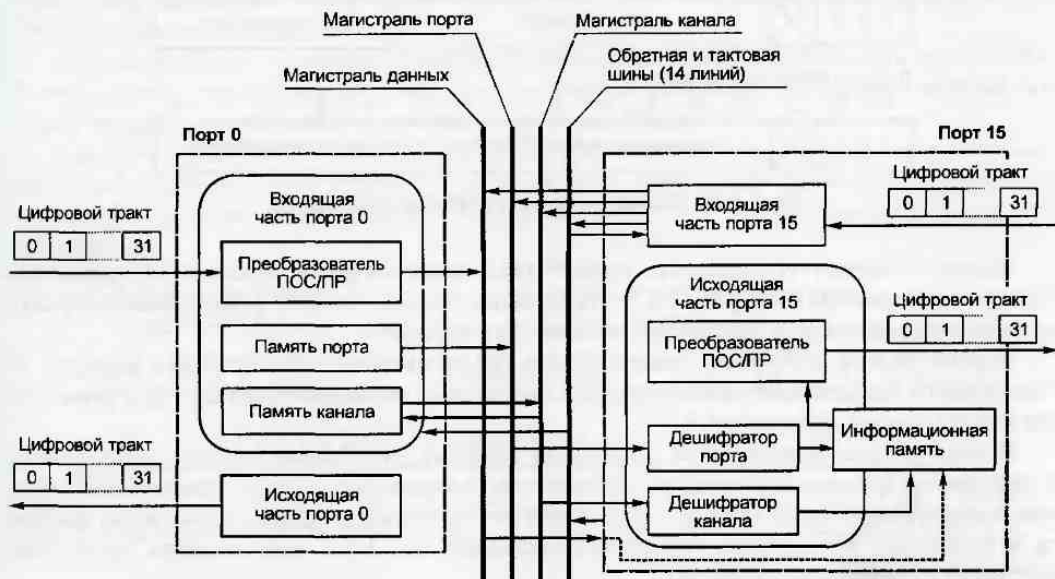 Магистраль порта
Магистраль канала
Магистраль данных
Обратная и тактовая
шины (14 линий)
Порт 0
Порт 15
Цифровой тракт
0 1 31
Входящая
часть порта 0
Преобразователь
ПОС/ПР
Память порта
Память канала
Цифровой тракт
0 1 31
Исходящая
часть порта 0
Входящая
часть порта 15
Цифровой тракт
0 1 31
Исходящая
часть порта 15
Преобразователь
ПОС/ПР
Цифровой тракт
0 1 31
Дешифратор
порта
Информационная
память
Дешифратор
канала